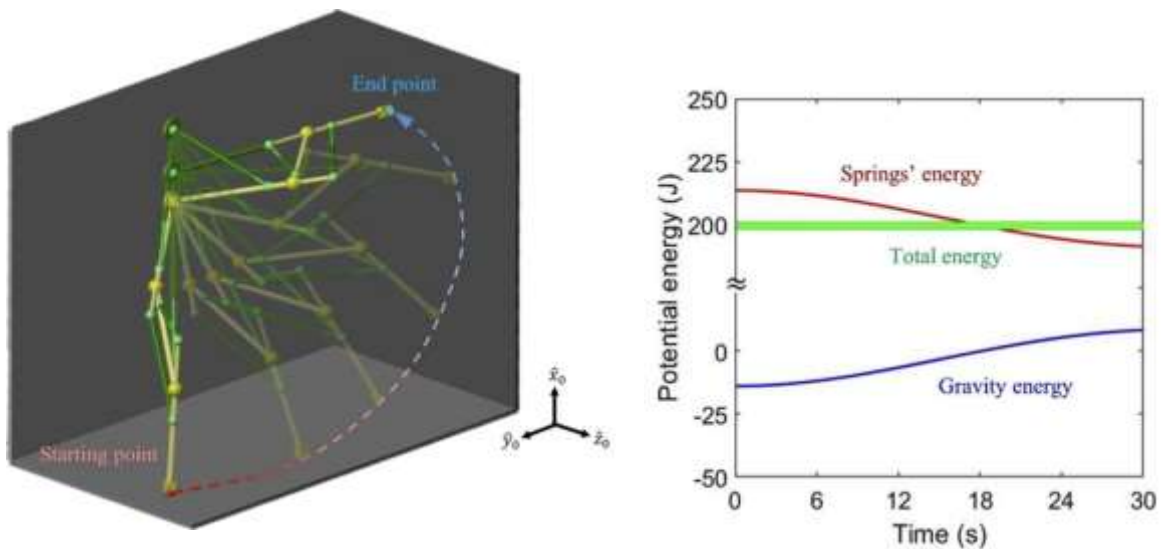 End point
Starting point
x̂₀
ŷ₀
ẑ₀
Potential energy (J)
250
225
200
0
-25
-50
Springs' energy
Total energy
Gravity energy
0 6 12 18 24 30
Time (s)